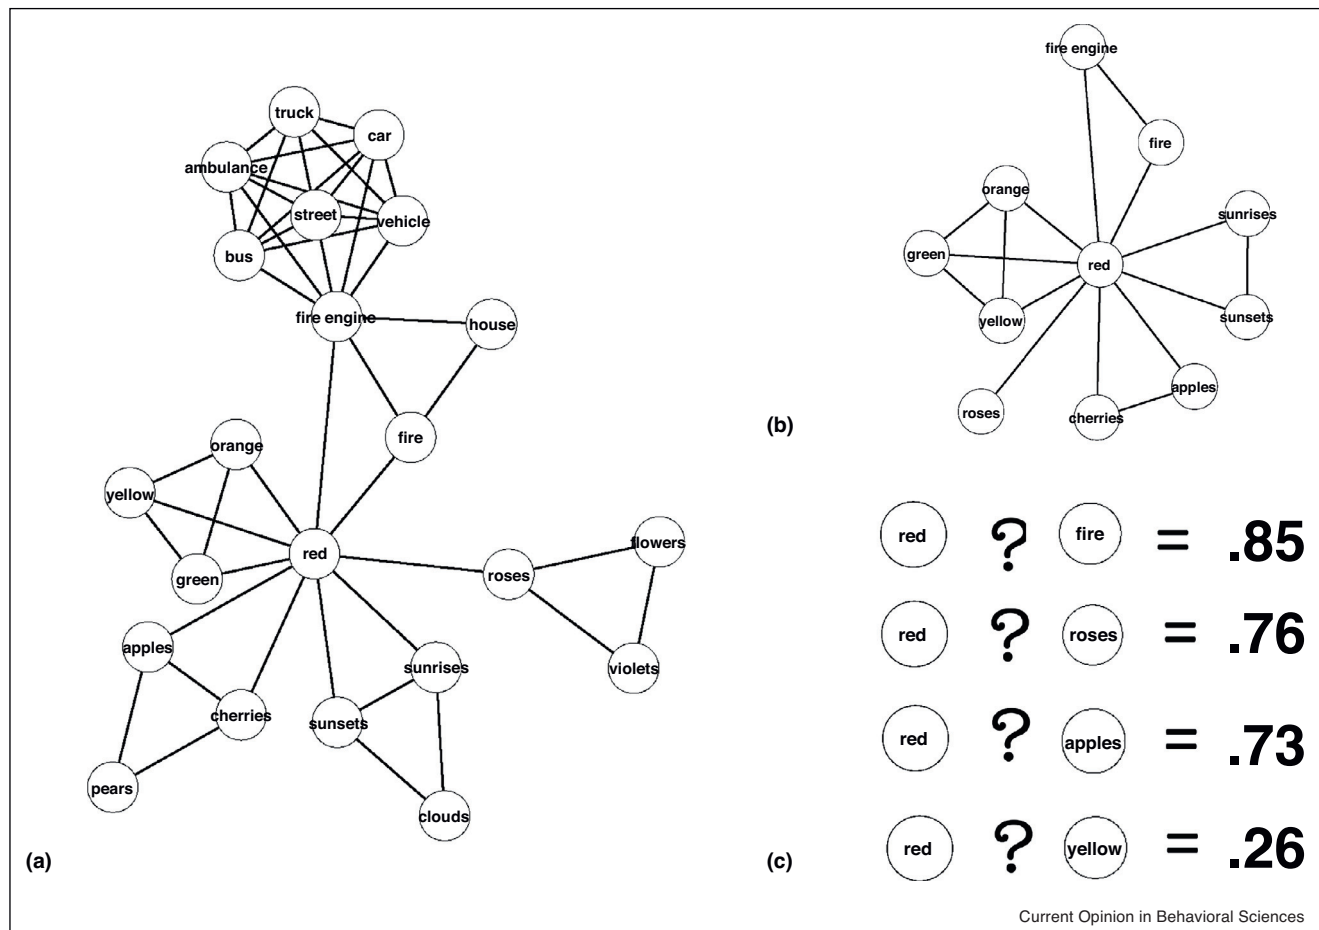 truck
car
ambulance
street
vehicle
bus
fire engine
house
fire
orange
yellow
red
green
roses
flowers
violets
apples
cherries
pears
sunrises
sunsets
clouds
(a)
fire engine
fire
orange
sunrises
green
red
yellow
sunsets
apples
roses
cherries
(b)
red ? fire = .85
red ? roses = .76
red ? apples = .73
red ? yellow = .26
(c)
Current Opinion in Behavioral Sciences